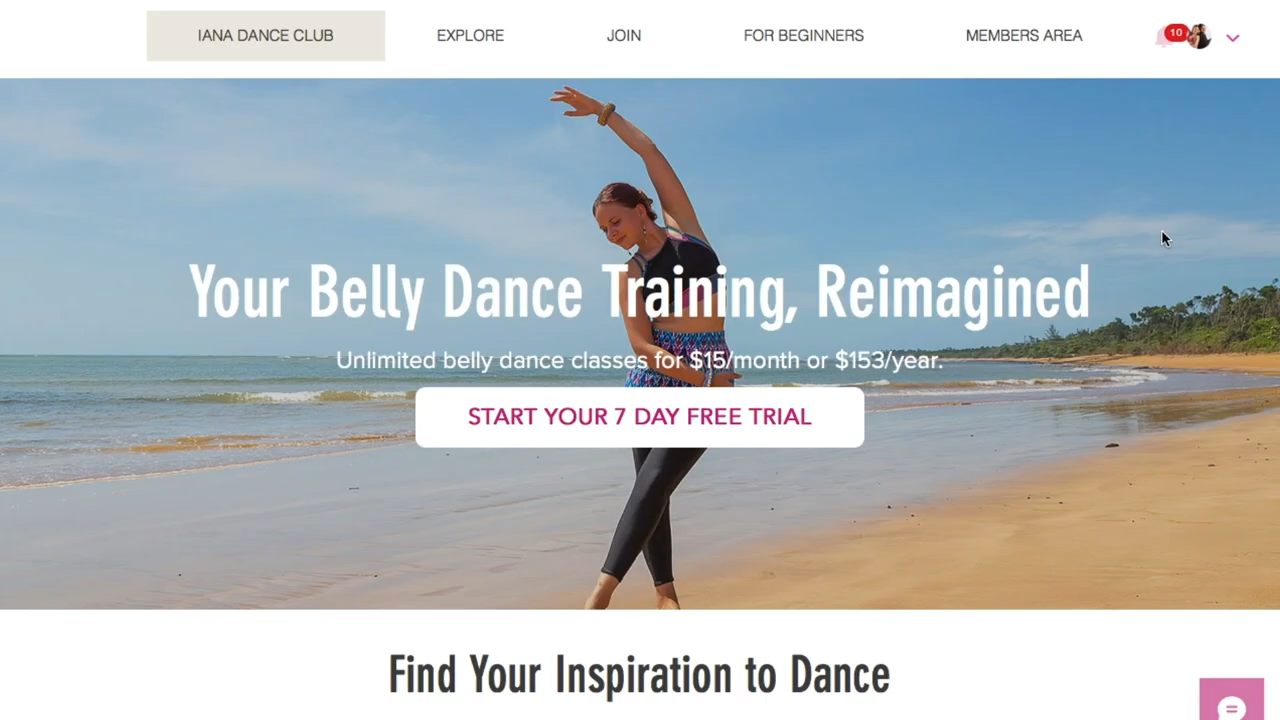 IANA DANCE CLUB
EXPLORE
JOIN
FOR BEGINNERS
MEMBERS AREA
10
Your Belly Dance Training, Reimagined
Unlimited belly dance classes for $15/month or $153/year.
START YOUR 7 DAY FREE TRIAL
Find Your Inspiration to Dance